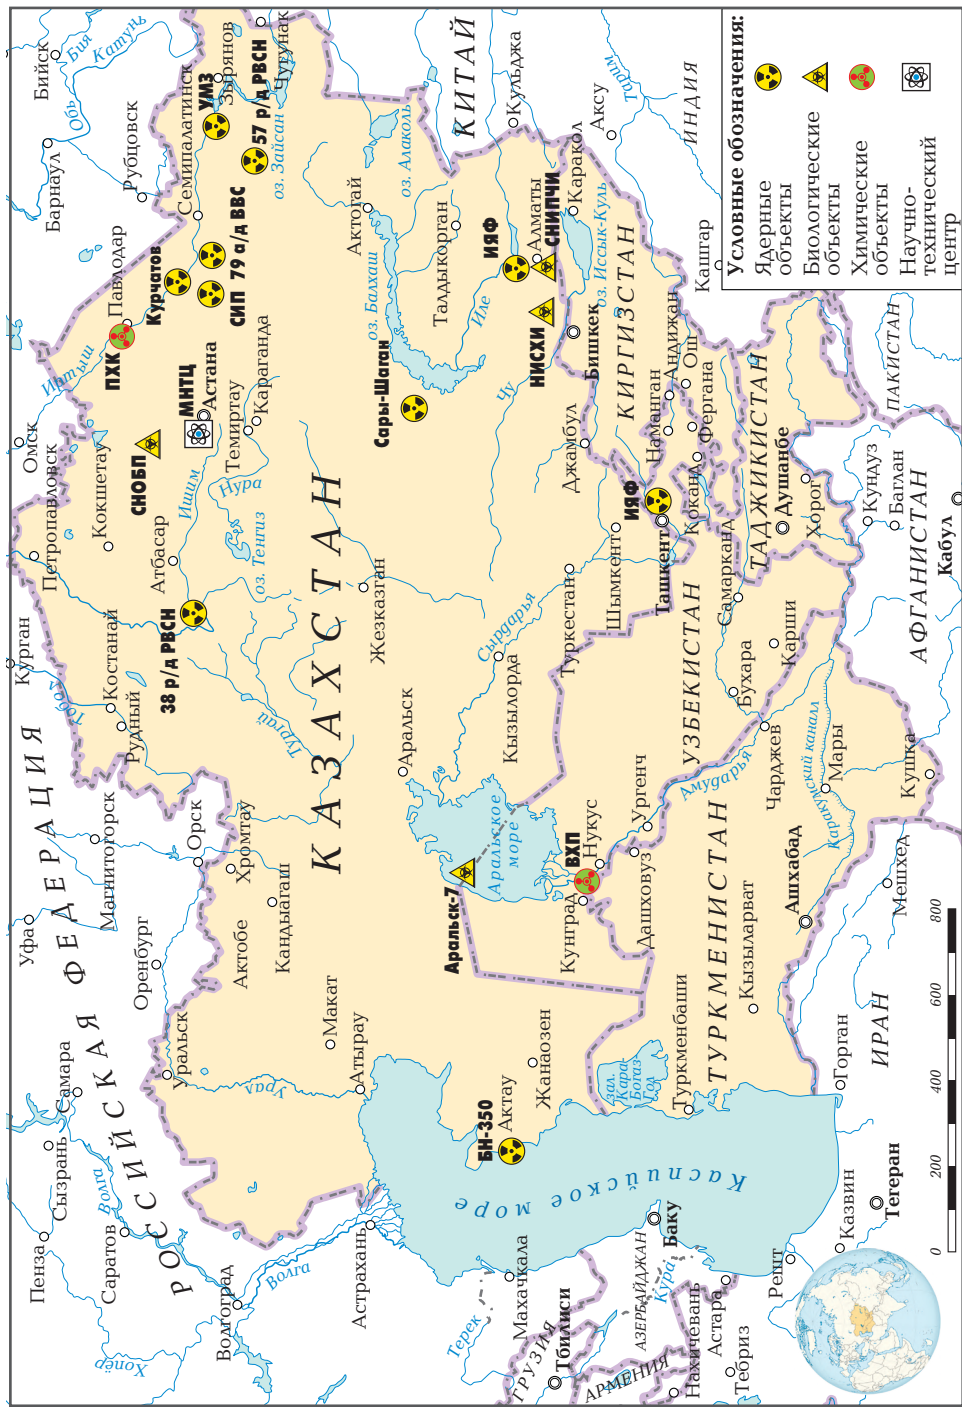 Пенза
Сызрань
Самара
Уфа
Курган
Омск
Барнаул
Бийск
Бия
Катунь
Обь
Рубцовск
Саратов
Волга
РОССИЙСКАЯ ФЕДЕРАЦИЯ
Магнитогорск
Тобол
Петропавловск
Иртыш
Павлодар
ПХК
Курчатов
Семипалатинск
УМЗ
Зырянов
Чугунак
57 р/д РВСН
оз. Зайсан
СИП
79 а/д ВВС
Хопёр
Волгоград
Волга
Оренбург
Уральск
Орск
Рудный
Костанай
Кокшетау
СНОБП
МНТЦ
Астана
Атбасар
Ишим
38 р/д РВСН
Темиртау
Караганда
Нура
оз. Тенгиз
Хромтау
Актобе
Кандыагаш
Тургай
Урал
Макат
Атырау
Астрахань
КАЗАХСТАН
Жезказган
Актогай
оз. Алаколь
оз. Балхаш
Сары-Шаган
Талдыкорган
КИТАЙ
Кульджа
Аральск
Аральск-7
Аральское
море
Кызылорда
Сырдарья
Чу
Иле
ИЯФ
Алматы
СНИПЧИ
НИСХИ
Каракол
Аксу
Тарим
ИНДИЯ
оз. Иссык-Куль
Бишкек
КИРГИЗСТАН
Джамбул
Туркестан
Шымкент
ИЯФ
Ташкент
Наманган
Андижан
Ош
Фергана
Коканд
Кашгар
БН-350
Актау
Жанаозен
Каспийское море
Терек
Махачкала
ГРУЗИЯ
Тбилиси
АЗЕРБАЙДЖАН
Баку
Кура
АРМЕНИЯ
Нахичевань
Астара
Тебриз
Решт
Казвин
Тегеран
зал.
Кара-
Богаз
Гол
Туркменбаши
ТУРКМЕНИСТАН
Кызыларват
Кунград
ВХП
Нукус
Дашховуз
Ургенч
УЗБЕКИСТАН
Амударья
Бухара
Самарканд
Карши
Чарджев
Каракумский каналл
Мары
Ашхабад
Кушка
Мешхед
Горган
ИРАН
ТАДЖИКИСТАН
Душанбе
Хорог
Кундуз
Баглан
АФГАНИСТАН
Кабул
ПАКИСТАН
0 200 400 600 800
Условные обозначения:
Ядерные
объекты
Биологические
объекты
Химические
объекты
Научно-
технический
центр